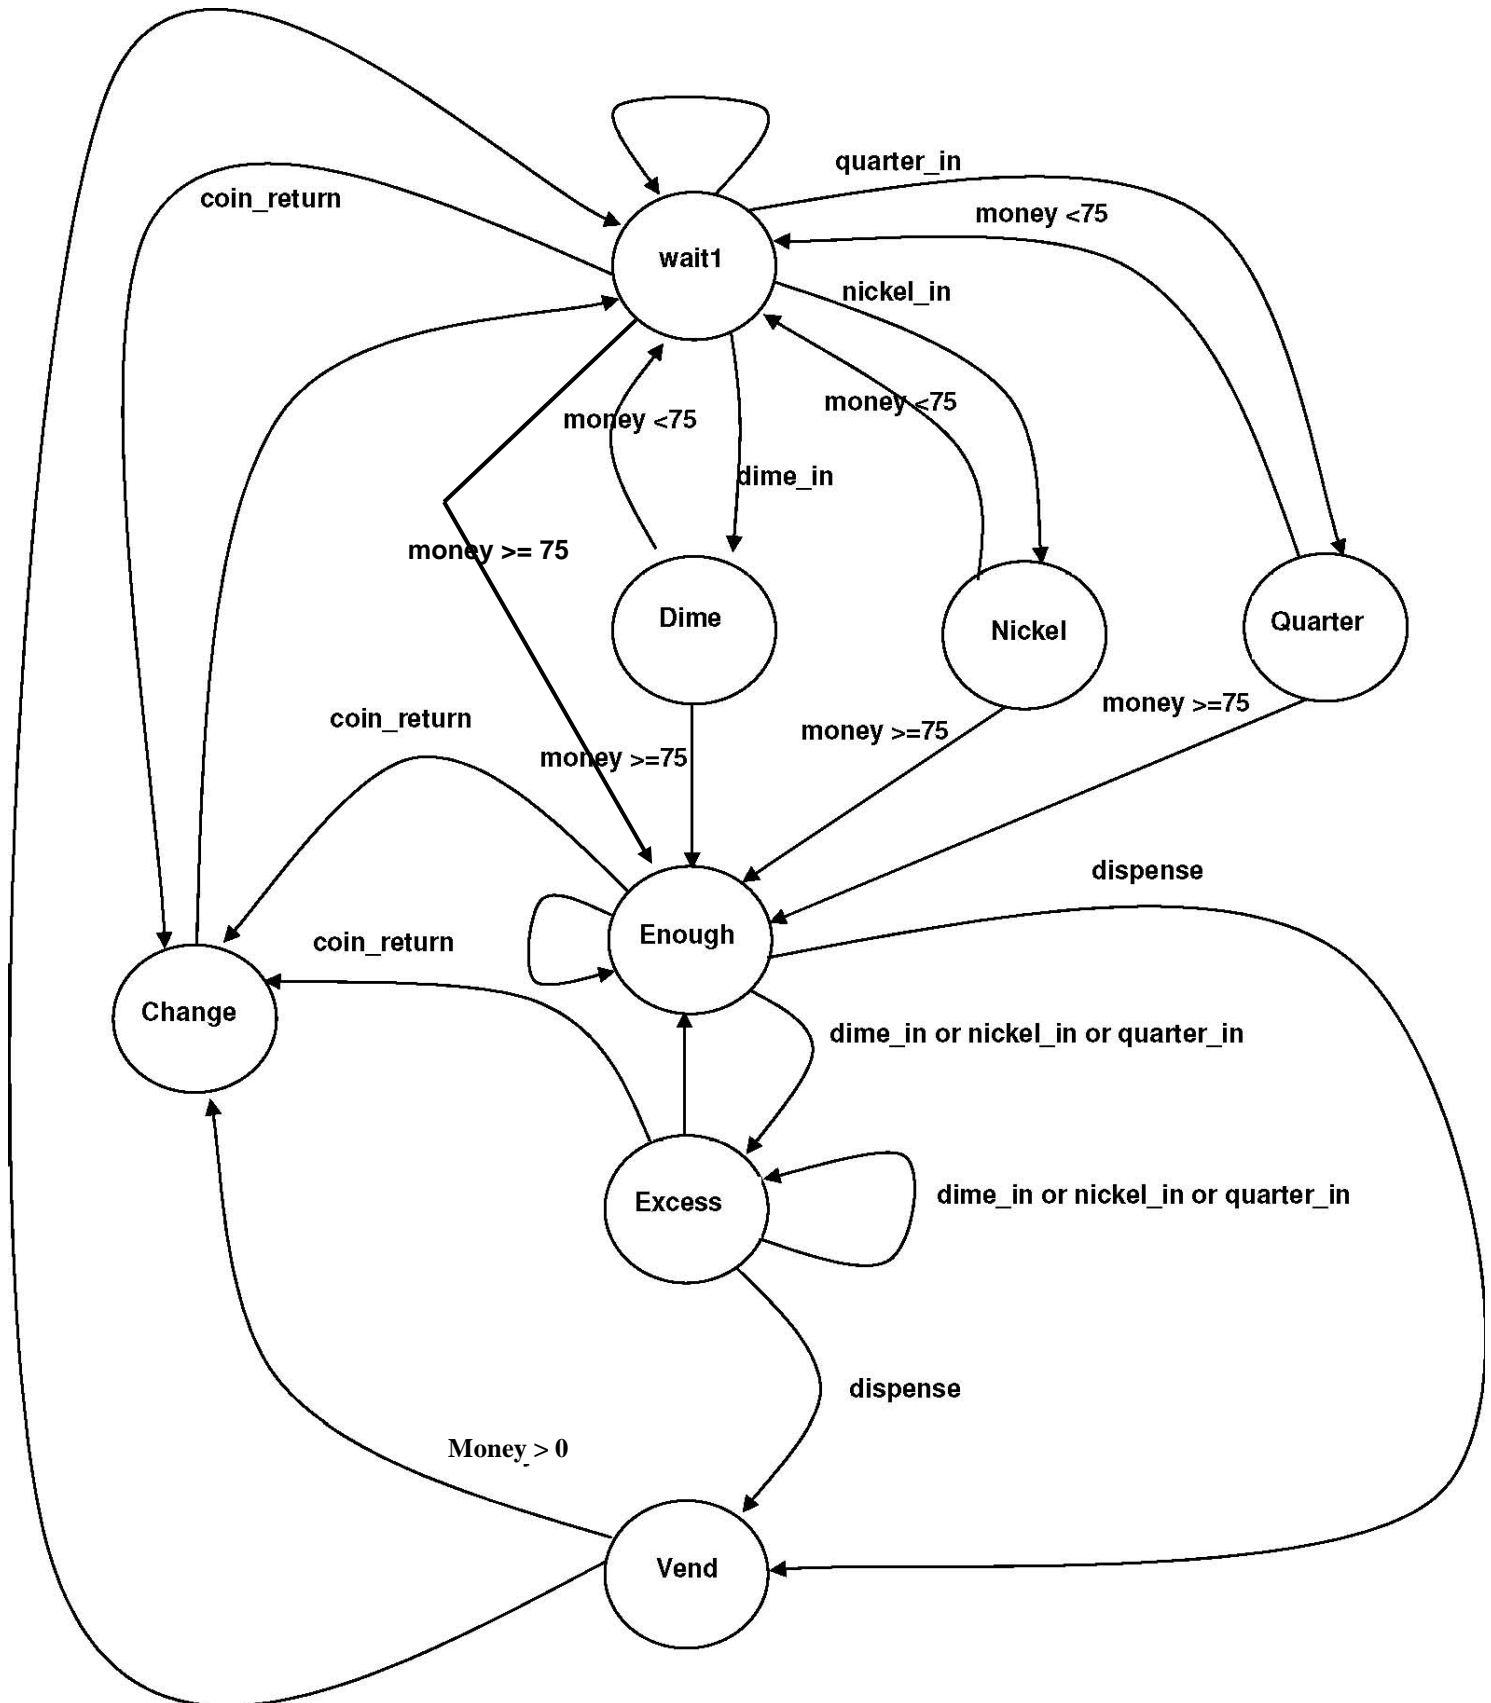 quarter_in
coin_return
money <75
wait1
nickel_in
money <75
money <75
dime_in
money >= 75
Dime
Nickel
Quarter
coin_return
money >=75
money >=75
money >=75
dispense
Enough
coin_return
Change
dime_in or nickel_in or quarter_in
Excess
dime_in or nickel_in or quarter_in
dispense
Money > 0
Vend